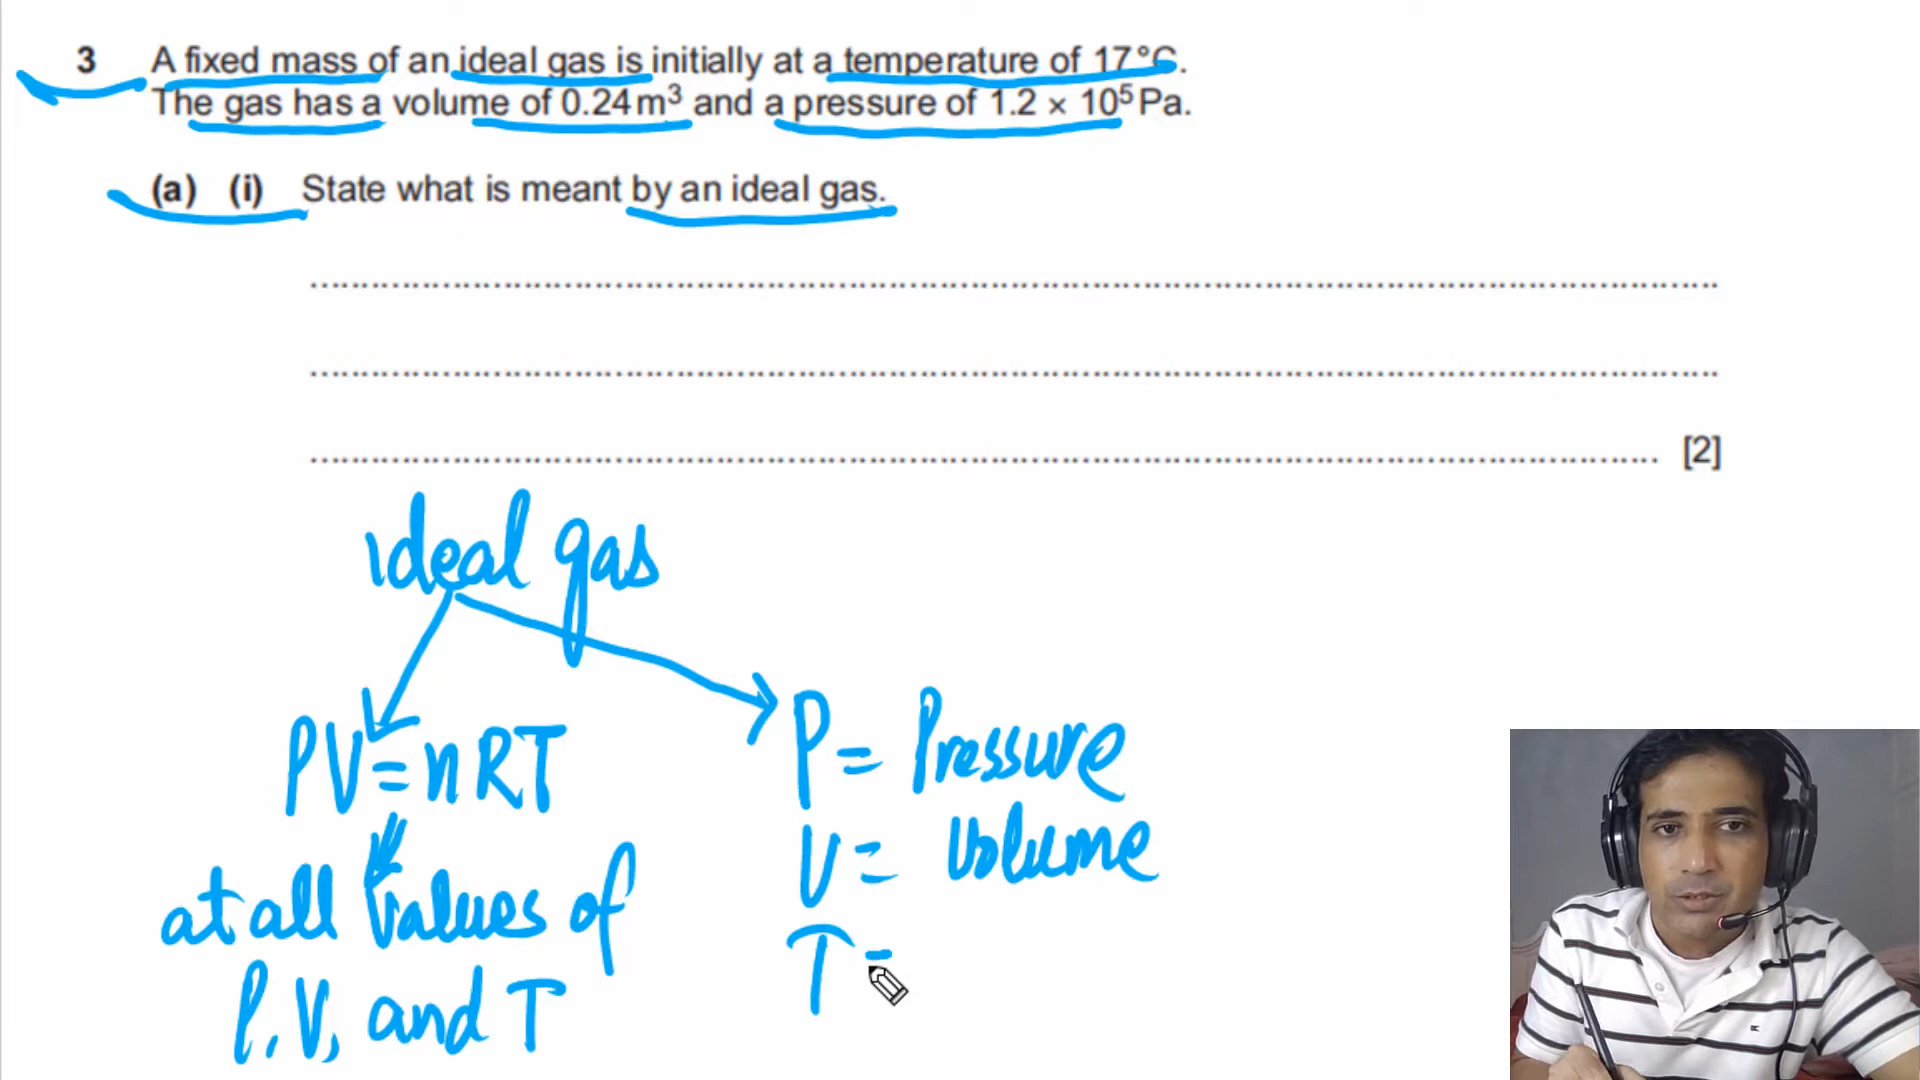 3 A fixed mass of an ideal gas is initially at a temperature of 17°C.
The gas has a volume of 0.24 m³ and a pressure of 1.2 × 10⁵ Pa.
(a) (i) State what is meant by an ideal gas.
[2]
ideal gas
PV = nRT
at all values of
P, V, and T
P = Pressure
V = Volume
T =